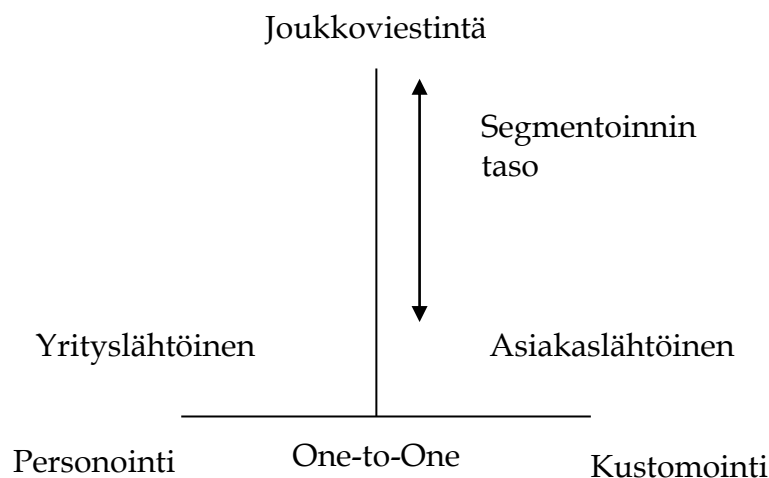 Joukkoviestintä
Segmentoinnin
taso
Yrityslähtöinen
Asiakaslähtöinen
Personointi
One-to-One
Kustomointi